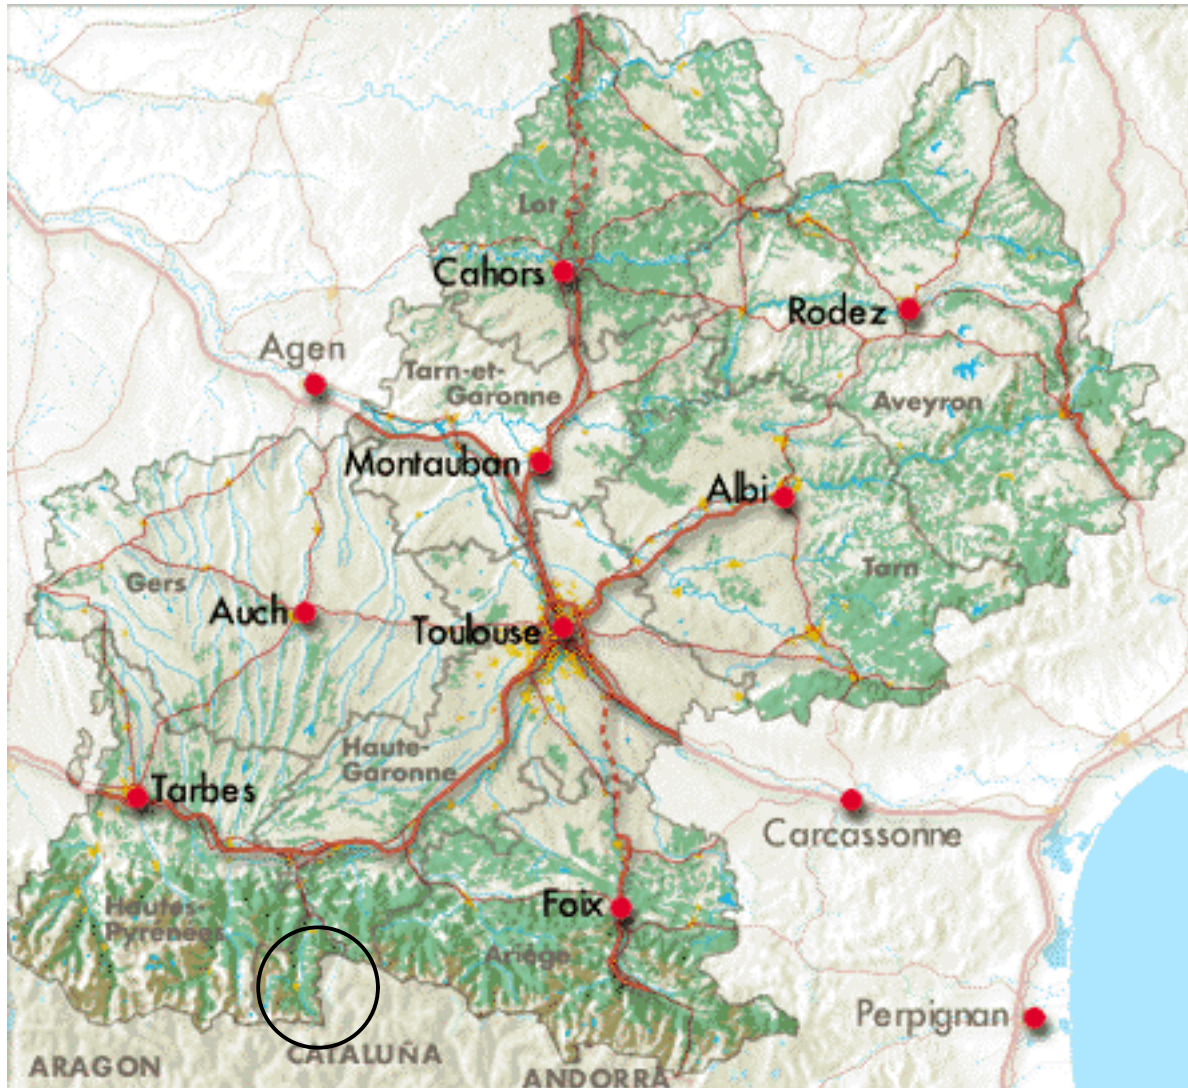 Lot
Cahors
Rodez
Agen
Tarn-et-
Garonne
Aveyron
Montauban
Albi
Gers
Tarn
Auch
Toulouse
Haute-
Garonne
Tarbes
Carcassonne
Hautes-
Pyrenées
Foix
Ariège
Perpignan
ARAGON
CATALUÑA
ANDORRA